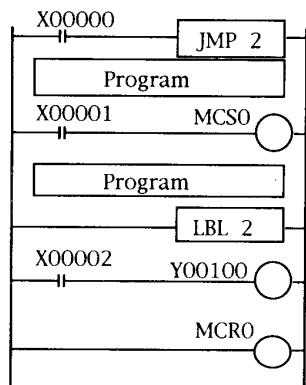 X00000
JMP 2
Program
X00001 MCS0
Program
LBL 2
X00002 Y00100
MCR0